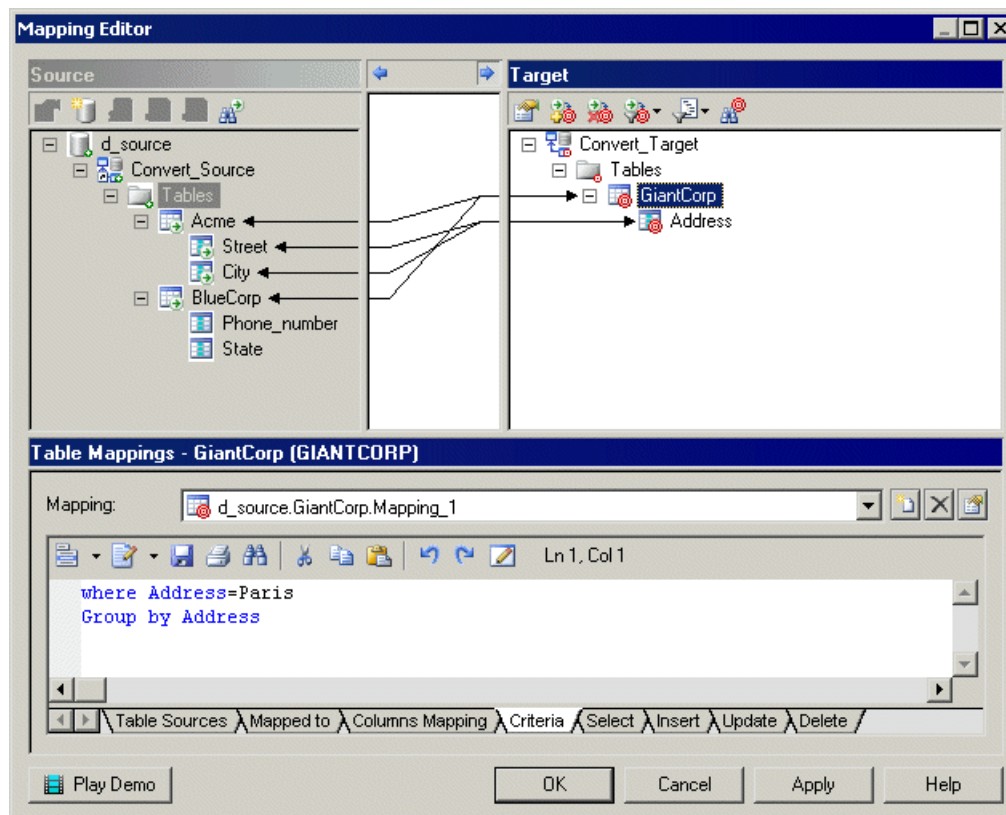 Mapping Editor
Source
Target
d_source
Convert_Source
Tables
Acme
Street
City
BlueCorp
Phone_number
State
Convert_Target
Tables
GiantCorp
Address
Table Mappings - GiantCorp (GIANTCORP)
Mapping:
d_source.GiantCorp.Mapping_1
Ln 1, Col 1
where Address=Paris
Group by Address
Table Sources Mapped to Columns Mapping Criteria Select Insert Update Delete
Play Demo
OK Cancel Apply Help